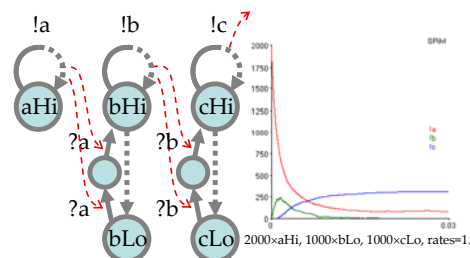 !a !b !c
aHi bHi cHi
?a ?b
?a ?b
bLo cLo
SPiM
2000
1750
1500
1250
1000
750
500
250
0
!a
!b
!c
0 0.03
2000×aHi, 1000×bLo, 1000×cLo, rates=1.